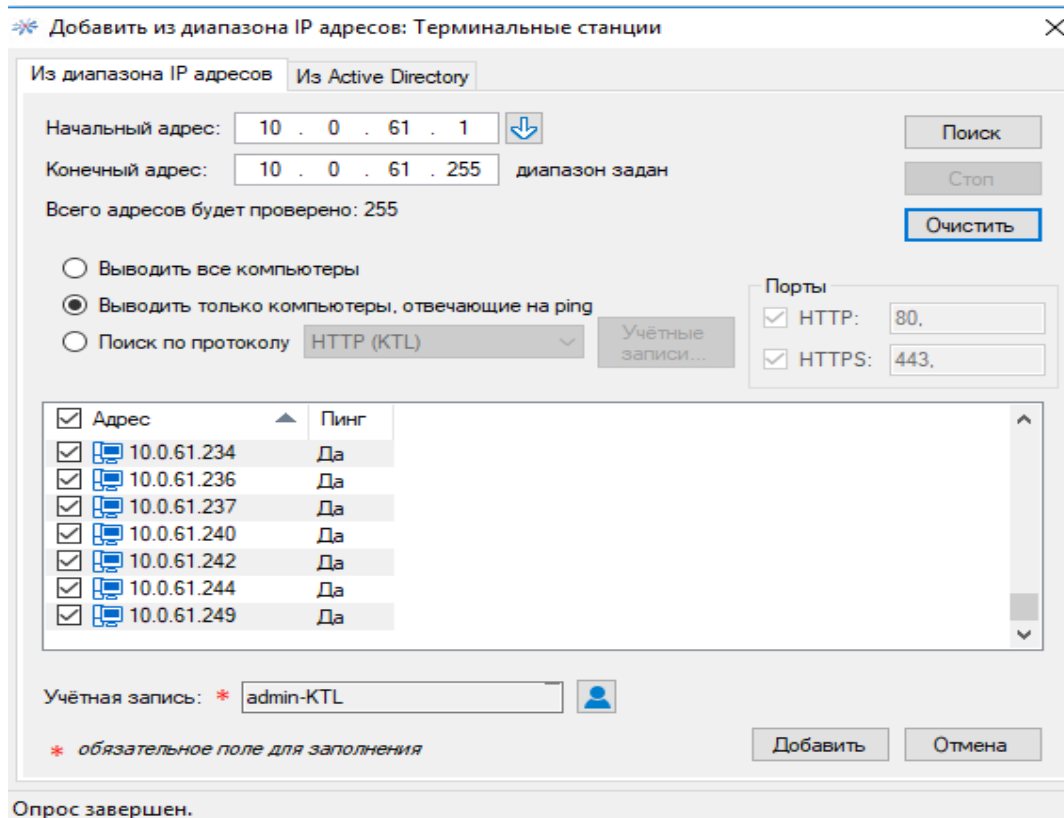 Добавить из диапазона IP адресов: Терминальные станции
Из диапазона IP адресов Из Active Directory
Начальный адрес: 10 . 0 . 61 . 1 Поиск
Конечный адрес: 10 . 0 . 61 . 255 диапазон задан Стоп
Всего адресов будет проверено: 255 Очистить
Выводить все компьютеры
Выводить только компьютеры, отвечающие на ping Порты
Поиск по протоколу HTTP (KTL) Учётные записи... HTTP: 80,
HTTPS: 443,
Адрес Пинг
10.0.61.234 Да
10.0.61.236 Да
10.0.61.237 Да
10.0.61.240 Да
10.0.61.242 Да
10.0.61.244 Да
10.0.61.249 Да
Учётная запись: * admin-KTL
* обязательное поле для заполнения Добавить Отмена
Опрос завершен.